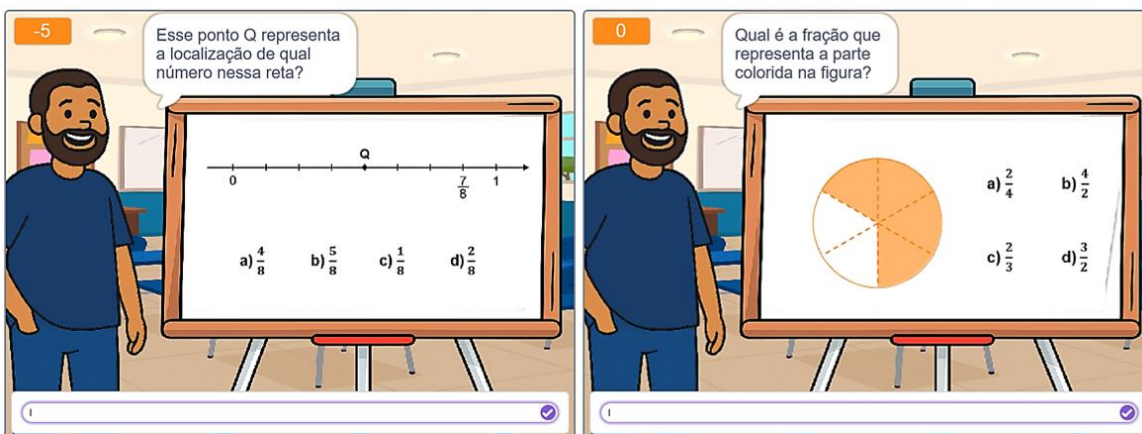 -5
Esse ponto Q representa
a localização de qual
número nessa reta?
Q
0
7/8
1
a) 4/8 b) 5/8 c) 1/8 d) 2/8
0
Qual é a fração que
representa a parte
colorida na figura?
a) 2/4 b) 4/2
c) 2/3 d) 3/2